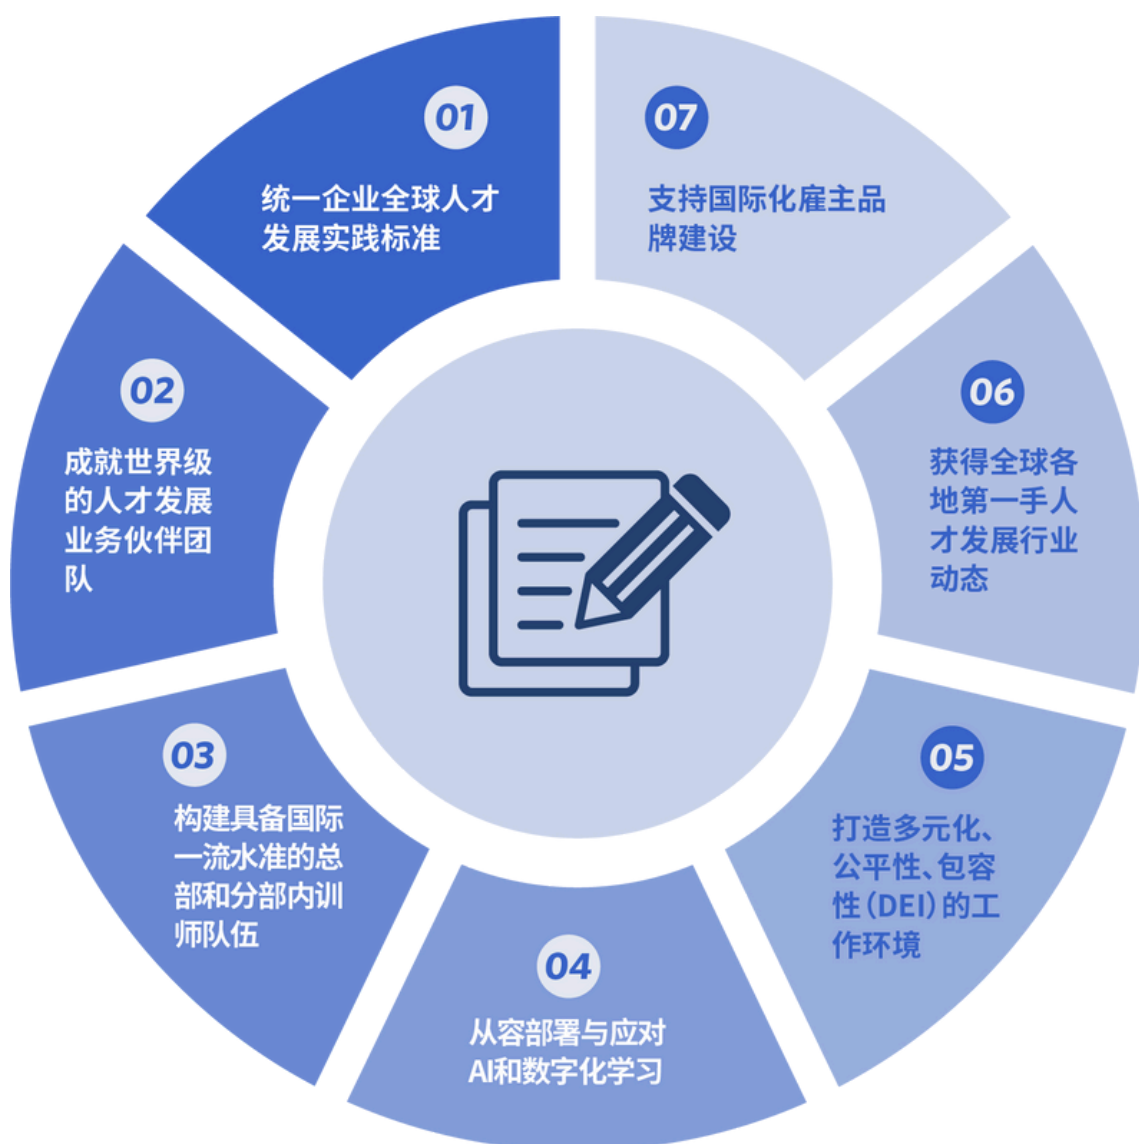 01
统一企业全球人才
发展实践标准
02
成就世界级
的人才发展
业务伙伴团
队
03
构建具备国际
一流水准的总
部和分部内训
师队伍
04
从容部署与应对
AI和数字化学习
05
打造多元化、
公平性、包容
性(DEI)的工
作环境
06
获得全球各
地第一手人
才发展行业
动态
07
支持国际化雇主品
牌建设